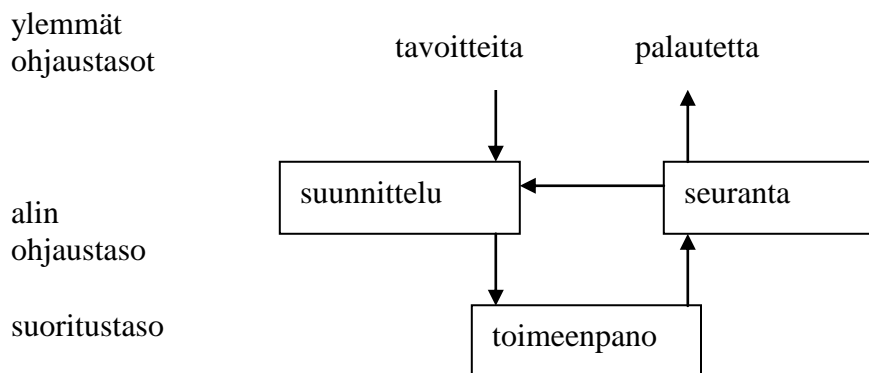 ylemmät
ohjaustasot
tavoitteita
palautetta
suunnittelu
seuranta
alin
ohjaustaso
suoritustaso
toimeenpano